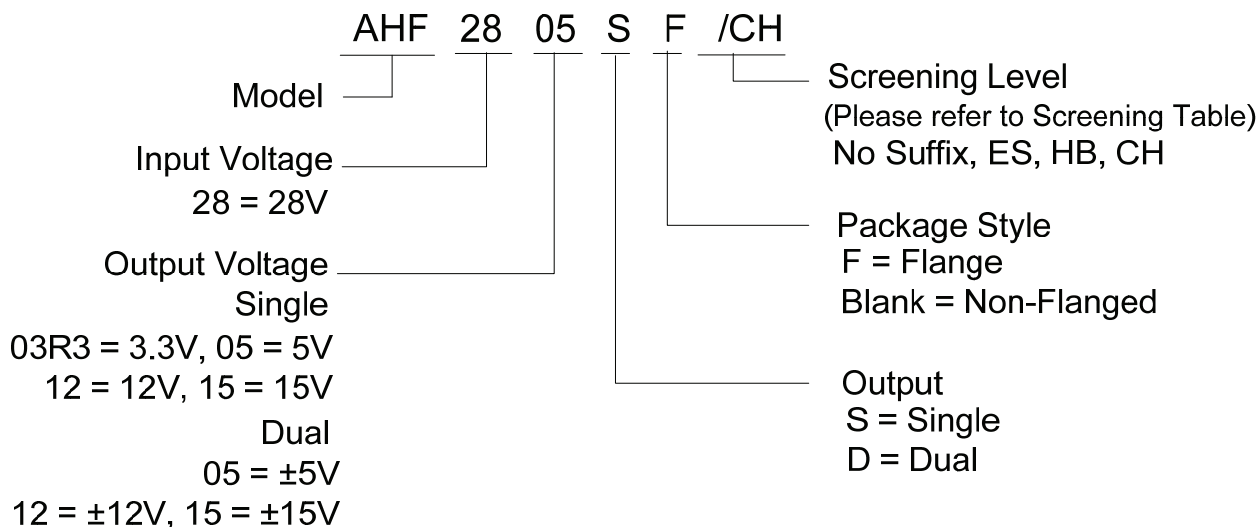 AHF 28 05 S F /CH
Model
Input Voltage
28 = 28V
Output Voltage
Single
03R3 = 3.3V, 05 = 5V
12 = 12V, 15 = 15V
Dual
05 = ±5V
12 = ±12V, 15 = ±15V
Screening Level
(Please refer to Screening Table)
No Suffix, ES, HB, CH
Package Style
F = Flange
Blank = Non-Flanged
Output
S = Single
D = Dual